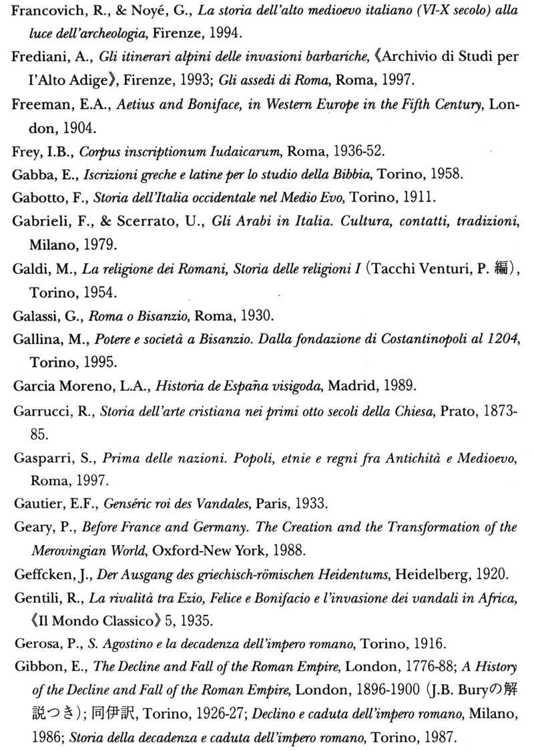 Francovich, R., & Noyé, G., La storia dell'alto medioevo italiano (VI-X secolo) alla
luce dell'archeologia, Firenze, 1994.
Frediani, A., Gli itinerari alpini delle invasioni barbariche, 《Archivio di Studi per
I'Alto Adige》, Firenze, 1993; Gli assedi di Roma, Roma, 1997.
Freeman, E.A., Aetius and Boniface, in Western Europe in the Fifth Century, Lon-
don, 1904.
Frey, I.B., Corpus inscriptionum Iudaicarum, Roma, 1936-52.
Gabba, E., Iscrizioni greche e latine per lo studio della Bibbia, Torino, 1958.
Gabotto, F., Storia dell'Italia occidentale nel Medio Evo, Torino, 1911.
Gabrieli, F., & Scerrato, U., Gli Arabi in Italia. Cultura, contatti, tradizioni,
Milano, 1979.
Galdi, M., La religione dei Romani, Storia delle religioni I (Tacchi Venturi, P. 編),
Torino, 1954.
Galassi, G., Roma o Bisanzio, Roma, 1930.
Gallina, M., Potere e società a Bisanzio. Dalla fondazione di Costantinopoli al 1204,
Torino, 1995.
Garcia Moreno, L.A., Historia de España visigoda, Madrid, 1989.
Garrucci, R., Storia dell'arte cristiana nei primi otto secoli della Chiesa, Prato, 1873-
85.
Gasparri, S., Prima delle nazioni. Popoli, etnie e regni fra Antichità e Medioevo,
Roma, 1997.
Gautier, E.F., Genséric roi des Vandales, Paris, 1933.
Geary, P., Before France and Germany. The Creation and the Transformation of the
Merovingian World, Oxford-New York, 1988.
Geffcken, J., Der Ausgang des griechisch-römischen Heidentums, Heidelberg, 1920.
Gentili, R., La rivalità tra Ezio, Felice e Bonifacio e l'invasione dei vandali in Africa,
《Il Mondo Classico》 5, 1935.
Gerosa, P., S. Agostino e la decadenza dell'impero romano, Torino, 1916.
Gibbon, E., The Decline and Fall of the Roman Empire, London, 1776-88; A History
of the Decline and Fall of the Roman Empire, London, 1896-1900 (J.B. Buryの解
説つき); 同伊訳, Torino, 1926-27; Declino e caduta dell'impero romano, Milano,
1986; Storia della decadenza e caduta dell'impero romano, Torino, 1987.